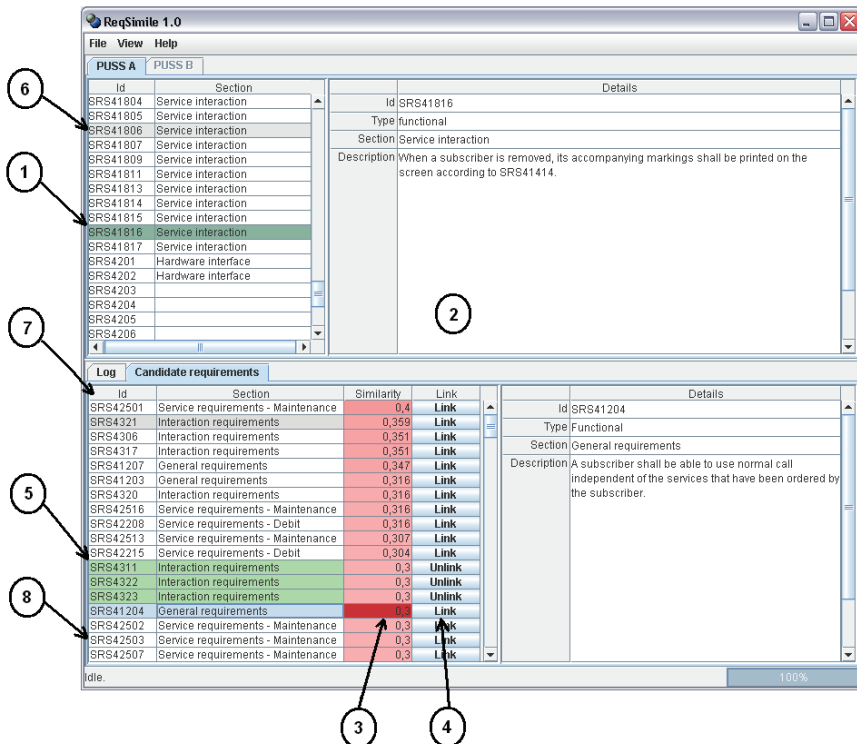 ReqSimile 1.0
File View Help
PUSS A PUSS B
Id Section
SRS41804 Service interaction
SRS41805 Service interaction
SRS41806 Service interaction
SRS41807 Service interaction
SRS41809 Service interaction
SRS41811 Service interaction
SRS41813 Service interaction
SRS41814 Service interaction
SRS41815 Service interaction
SRS41816 Service interaction
SRS41817 Service interaction
SRS4201 Hardware interface
SRS4202 Hardware interface
SRS4203
SRS4204
SRS4205
SRS4206
Details
Id SRS41816
Type functional
Section Service interaction
Description When a subscriber is removed, its accompanying markings shall be printed on the
screen according to SRS41414.
6
1
2
7
Log Candidate requirements
Id Section Similarity Link
SRS42501 Service requirements - Maintenance 0,4 Link
SRS4321 Interaction requirements 0,359 Link
SRS4306 Interaction requirements 0,351 Link
SRS4317 Interaction requirements 0,351 Link
SRS41207 General requirements 0,347 Link
SRS41203 General requirements 0,316 Link
SRS4320 Interaction requirements 0,316 Link
SRS42516 Service requirements - Maintenance 0,316 Link
SRS42208 Service requirements - Debit 0,316 Link
SRS42513 Service requirements - Maintenance 0,307 Link
SRS42215 Service requirements - Debit 0,304 Link
SRS4311 Interaction requirements 0,3 Unlink
SRS4322 Interaction requirements 0,3 Unlink
SRS4323 Interaction requirements 0,3 Unlink
SRS41204 General requirements 0,3 Link
SRS42502 Service requirements - Maintenance 0,3 Link
SRS42503 Service requirements - Maintenance 0,3 Link
SRS42507 Service requirements - Maintenance 0,3 Link
Details
Id SRS41204
Type Functional
Section General requirements
Description A subscriber shall be able to use normal call
independent of the services that have been ordered by
the subscriber.
5
8
Idle. 100%
3 4